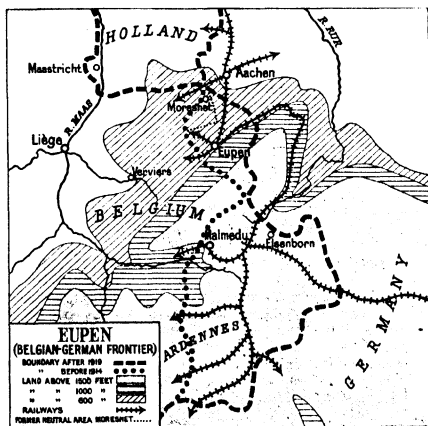 HOLLAND
R. RUR
Maastricht
Aachen
Moresnet
R. MAAS
Liège
Eupen
Verviers
BELGIUM
Malmedy
Elsenborn
GERMANY
ARDENNES
EUPEN
(BELGIAN-GERMAN FRONTIER)
BOUNDARY AFTER 1919
" BEFORE 1914
LAND ABOVE 1500 FEET
" " 1000 "
" " 600 "
RAILWAYS
FORMER NEUTRAL AREA MORESNET